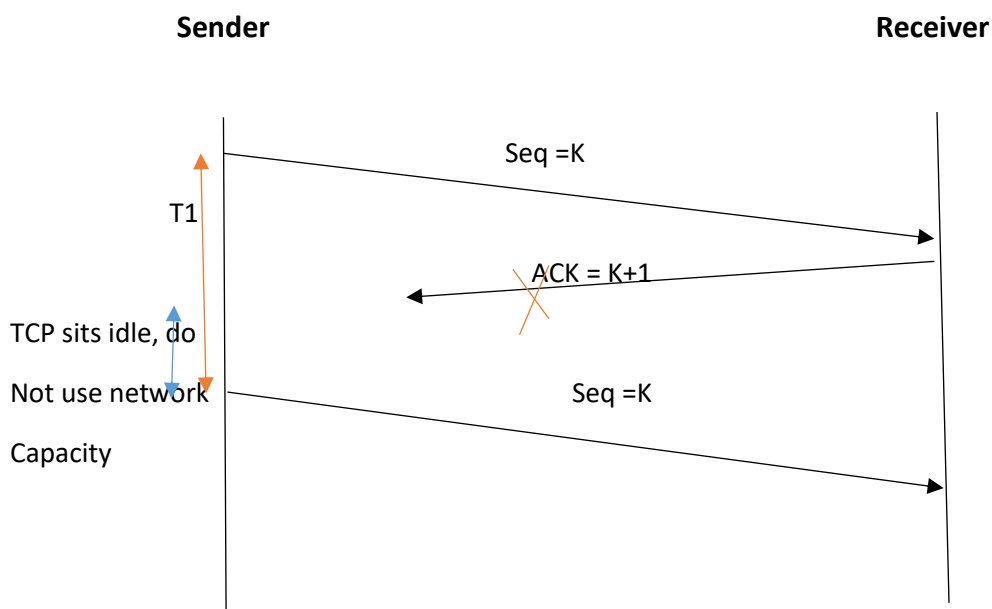 Sender
Receiver
Seq =K
T1
ACK = K+1
TCP sits idle, do
Not use network
Seq =K
Capacity